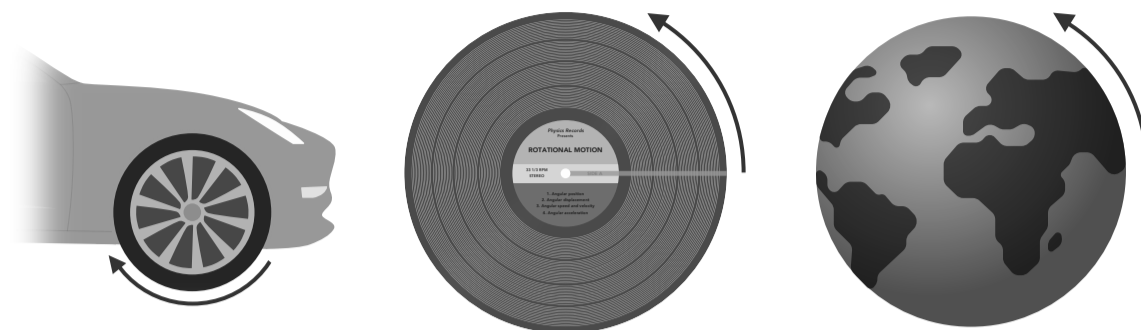 Physics Records
Presents
ROTATIONAL MOTION
33 1/3 RPM
STEREO
SIDE A
1. Angular position
2. Angular displacement
3. Angular speed and velocity
4. Angular acceleration